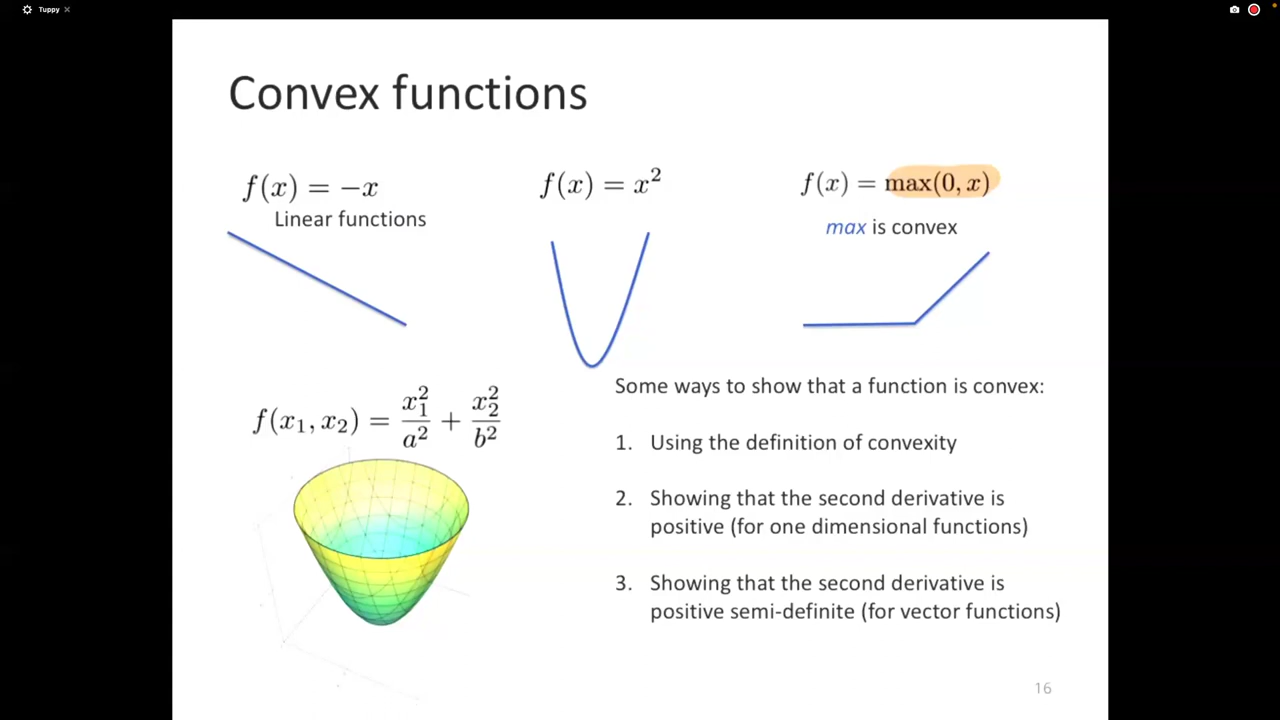 Tuppy
Convex functions
f(x) = −x
Linear functions
f(x) = x²
f(x) = max(0, x)
max is convex
f(x₁, x₂) = x₁²/a² + x₂²/b²
Some ways to show that a function is convex:
1. Using the definition of convexity
2. Showing that the second derivative is
positive (for one dimensional functions)
3. Showing that the second derivative is
positive semi-definite (for vector functions)
16